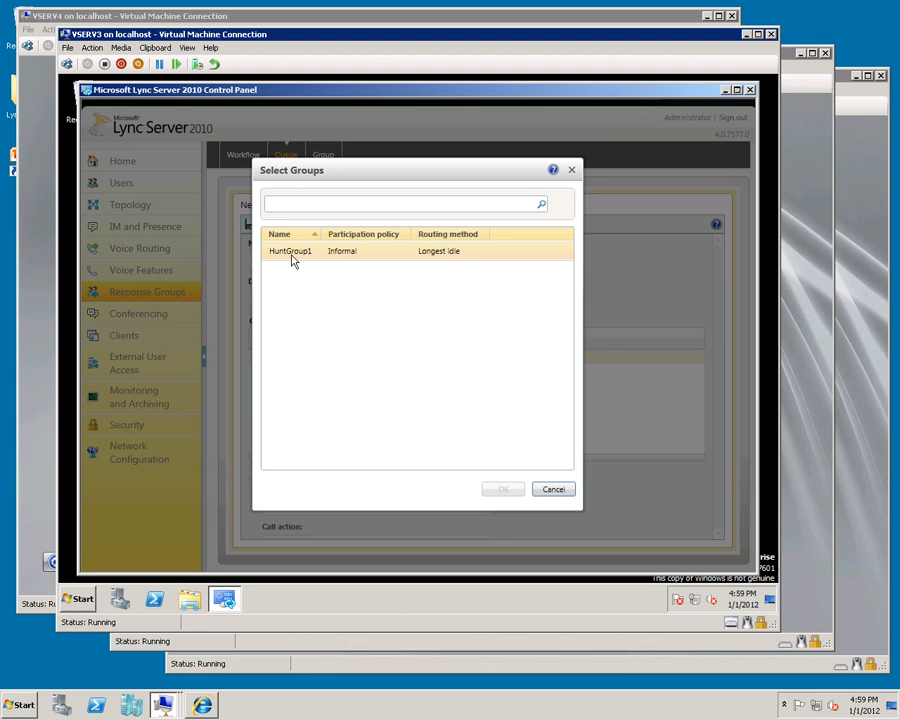 VSERV4 on localhost - Virtual Machine Connection
File
VSERV3 on localhost - Virtual Machine Connection
File Action Media Clipboard View Help
Microsoft Lync Server 2010 Control Panel
Microsoft
Lync Server 2010
Administrator | Sign out
4.0.7577.0
Home
Users
Topology
IM and Presence
Voice Routing
Voice Features
Response Groups
Conferencing
Clients
External User
Access
Monitoring
and Archiving
Security
Network
Configuration
Workflow Queue Group
Select Groups
Name Participation policy Routing method
HuntGroup1 Informal Longest idle
OK Cancel
Call action:
7601
This copy of Windows is not genuine
Start
4:59 PM
1/1/2012
Status: Running
Status: Running
Status: Running
Start
4:59 PM
1/1/2012